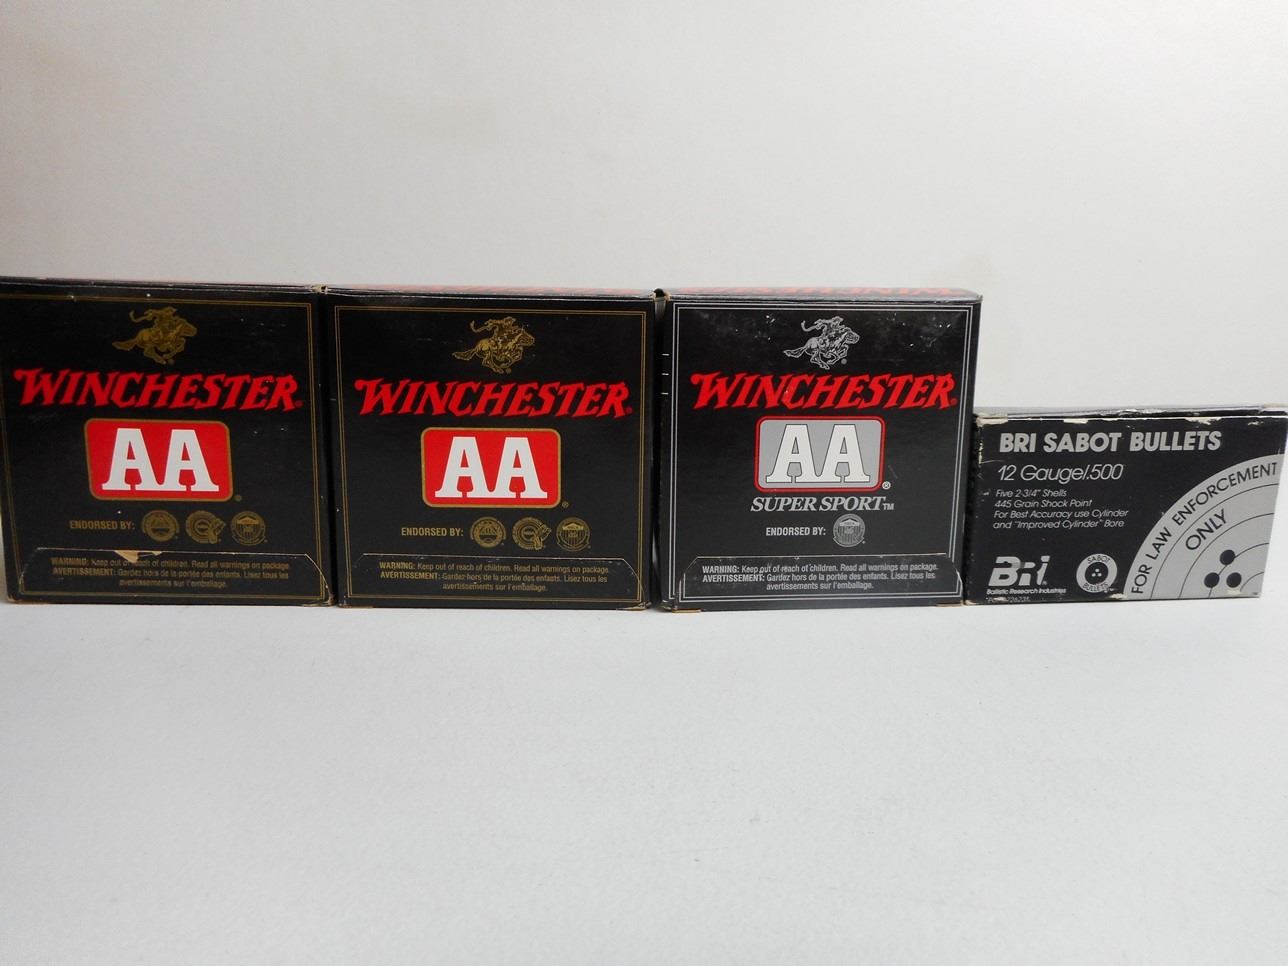 WINCHESTER®
AA®
ENDORSED BY:
WARNING: Keep out of reach of children. Read all warnings on package.
AVERTISSEMENT: Gardez hors de la portée des enfants. Lisez tous les
avertissements sur l'emballage.
WINCHESTER®
AA®
ENDORSED BY:
WARNING: Keep out of reach of children. Read all warnings on package.
AVERTISSEMENT: Gardez hors de la portée des enfants. Lisez tous les
avertissements sur l'emballage.
WINCHESTER®
AA®
SUPER SPORT™
ENDORSED BY:
WARNING: Keep out of reach of children. Read all warnings on package.
AVERTISSEMENT: Gardez hors de la portée des enfants. Lisez tous les
avertissements sur l'emballage.
BRI SABOT BULLETS
12 Gauge/.500
Five 2-3/4" Shells
445 Grain Shock Point
For Best Accuracy use Cylinder
and "Improved Cylinder" Bore
BRI
Ballistic Research Industries
SABOT
BULLETS
FOR LAW ENFORCEMENT
ONLY